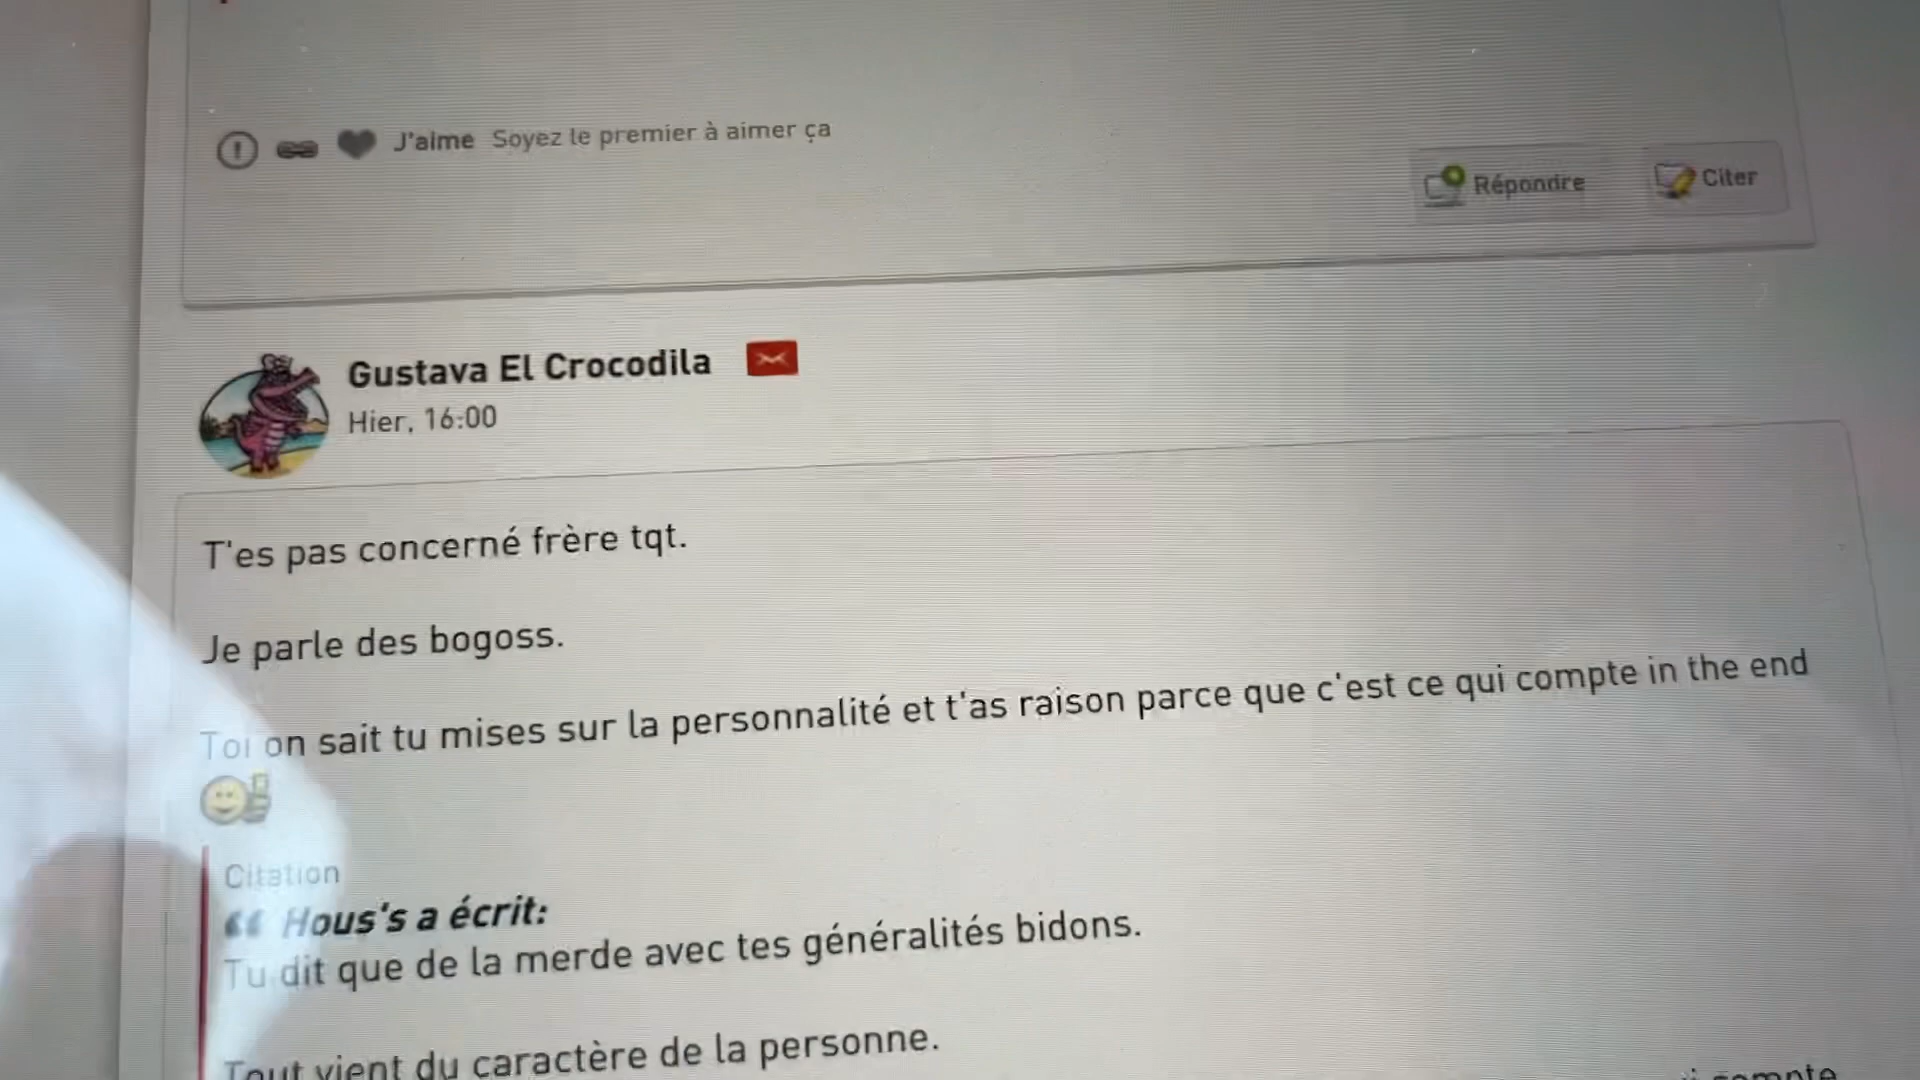 J'aime Soyez le premier à aimer ça
Répondre
Citer
Gustava El Crocodila
Hier, 16:00
T'es pas concerné frère tqt.
Je parle des bogoss.
Toi on sait tu mises sur la personnalité et t'as raison parce que c'est ce qui compte in the end
Citation
Hous's a écrit:
Tu dit que de la merde avec tes généralités bidons.
Tout vient du caractère de la personne.
compte